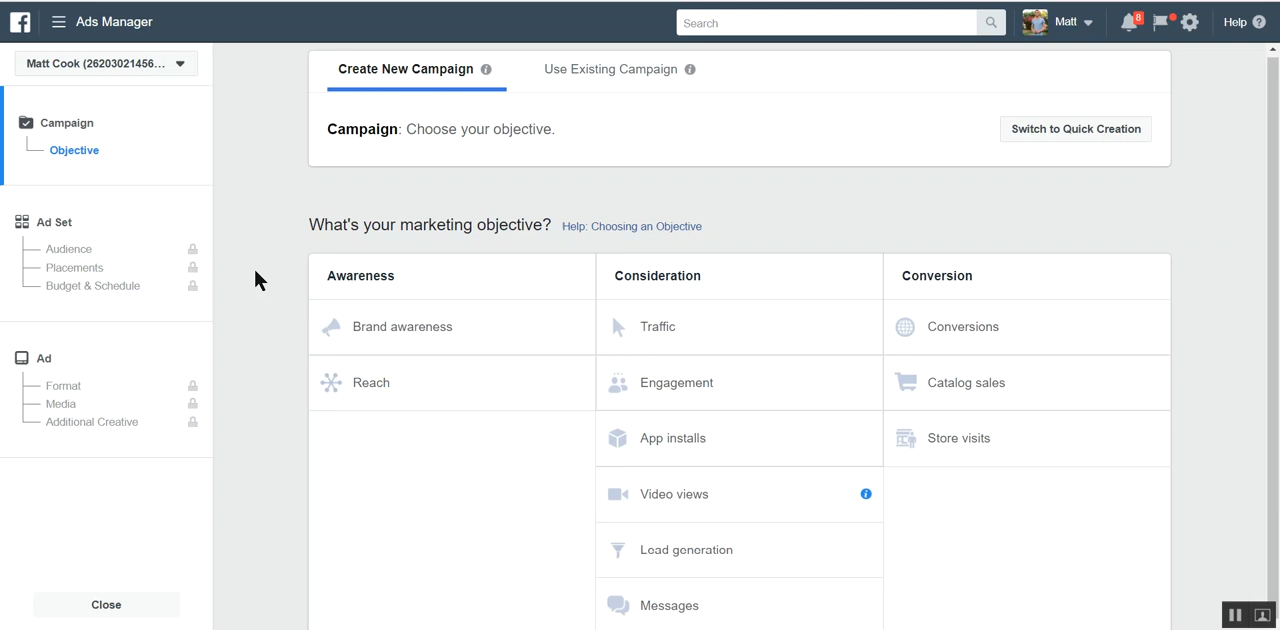 f Ads Manager Search Matt 8 Help ?
Matt Cook (26203021456...
Campaign
Objective
Ad Set
Audience
Placements
Budget & Schedule
Ad
Format
Media
Additional Creative
Close
Create New Campaign i Use Existing Campaign i
Campaign: Choose your objective.
Switch to Quick Creation
What's your marketing objective? Help: Choosing an Objective
Awareness Consideration Conversion
Brand awareness Traffic Conversions
Reach Engagement Catalog sales
App installs Store visits
Video views i
Lead generation
Messages